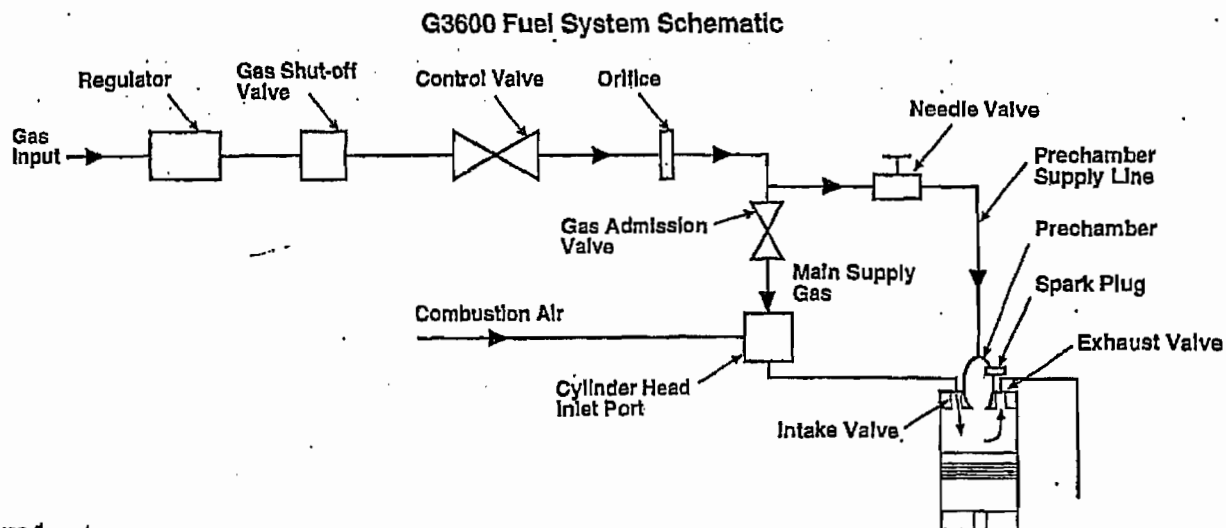 G3600 Fuel System Schematic
Regulator
Gas Shut-off
Valve
Control Valve
Orifice
Needle Valve
Gas
Input
Prechamber
Supply Line
Gas Admission
Valve
Prechamber
Main Supply
Gas
Spark Plug
Combustion Air
Exhaust Valve
Cylinder Head
Inlet Port
Intake Valve